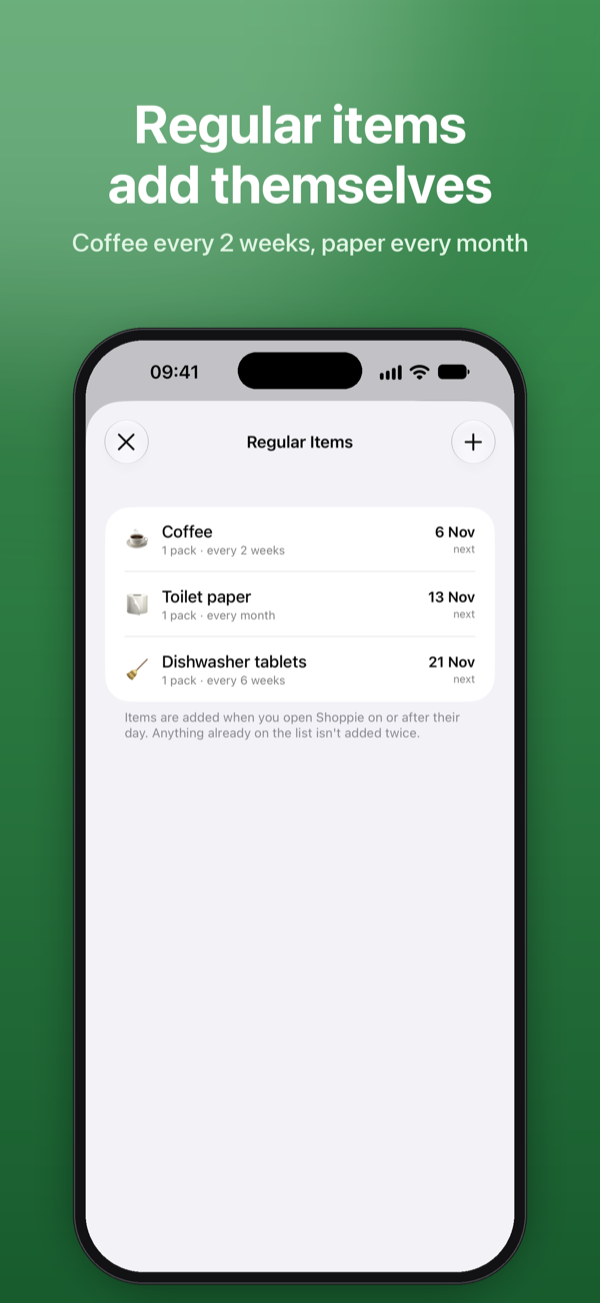 Regular items
add themselves
Coffee every 2 weeks, paper every month
09:41
Regular Items
Coffee
1 pack · every 2 weeks
6 Nov
next
Toilet paper
1 pack · every month
13 Nov
next
Dishwasher tablets
1 pack · every 6 weeks
21 Nov
next
Items are added when you open Shoppie on or after their
day. Anything already on the list isn't added twice.